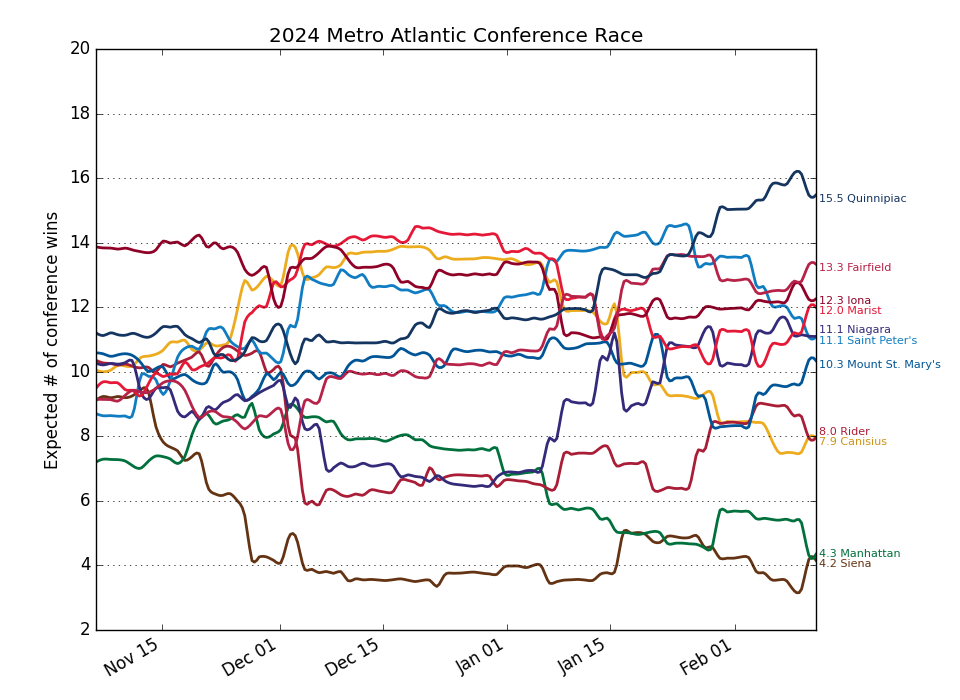 2024 Metro Atlantic Conference Race
Expected # of conference wins
20
18
16
14
12
10
8
6
4
2
Nov 15
Dec 01
Dec 15
Jan 01
Jan 15
Feb 01
15.5 Quinnipiac
13.3 Fairfield
12.3 Iona
12.0 Marist
11.1 Niagara
11.1 Saint Peter's
10.3 Mount St. Mary's
8.0 Rider
7.9 Canisius
4.3 Manhattan
4.2 Siena